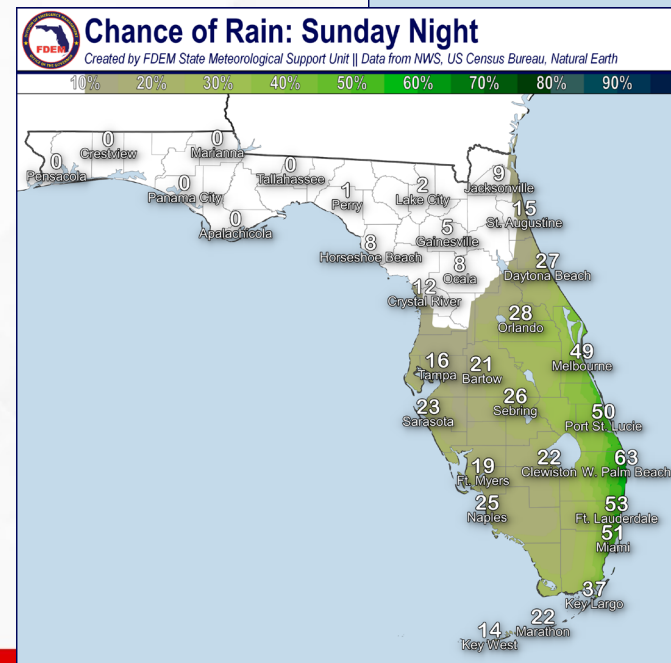 Chance of Rain: Sunday Night
Created by FDEM State Meteorological Support Unit || Data from NWS, US Census Bureau, Natural Earth
FDEM
10% 20% 30% 40% 50% 60% 70% 80% 90%
0
Pensacola
0
Crestview
0
Marianna
0
Panama City
0
Apalachicola
0
Tallahassee
1
Perry
2
Lake City
9
Jacksonville
15
St. Augustine
5
Gainesville
8
Horseshoe Beach
8
Ocala
27
Daytona Beach
12
Crystal River
28
Orlando
49
Melbourne
16
Tampa
21
Bartow
26
Sebring
23
Sarasota
50
Port St. Lucie
19
Ft. Myers
22
Clewiston
63
W. Palm Beach
25
Naples
53
Ft. Lauderdale
51
Miami
37
Key Largo
22
Marathon
14
Key West